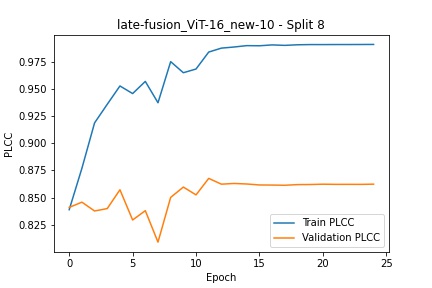 late-fusion_ViT-16_new-10 - Split 8
PLCC
0.975
0.950
0.925
0.900
0.875
0.850
0.825
Train PLCC
Validation PLCC
0 5 10 15 20 25
Epoch